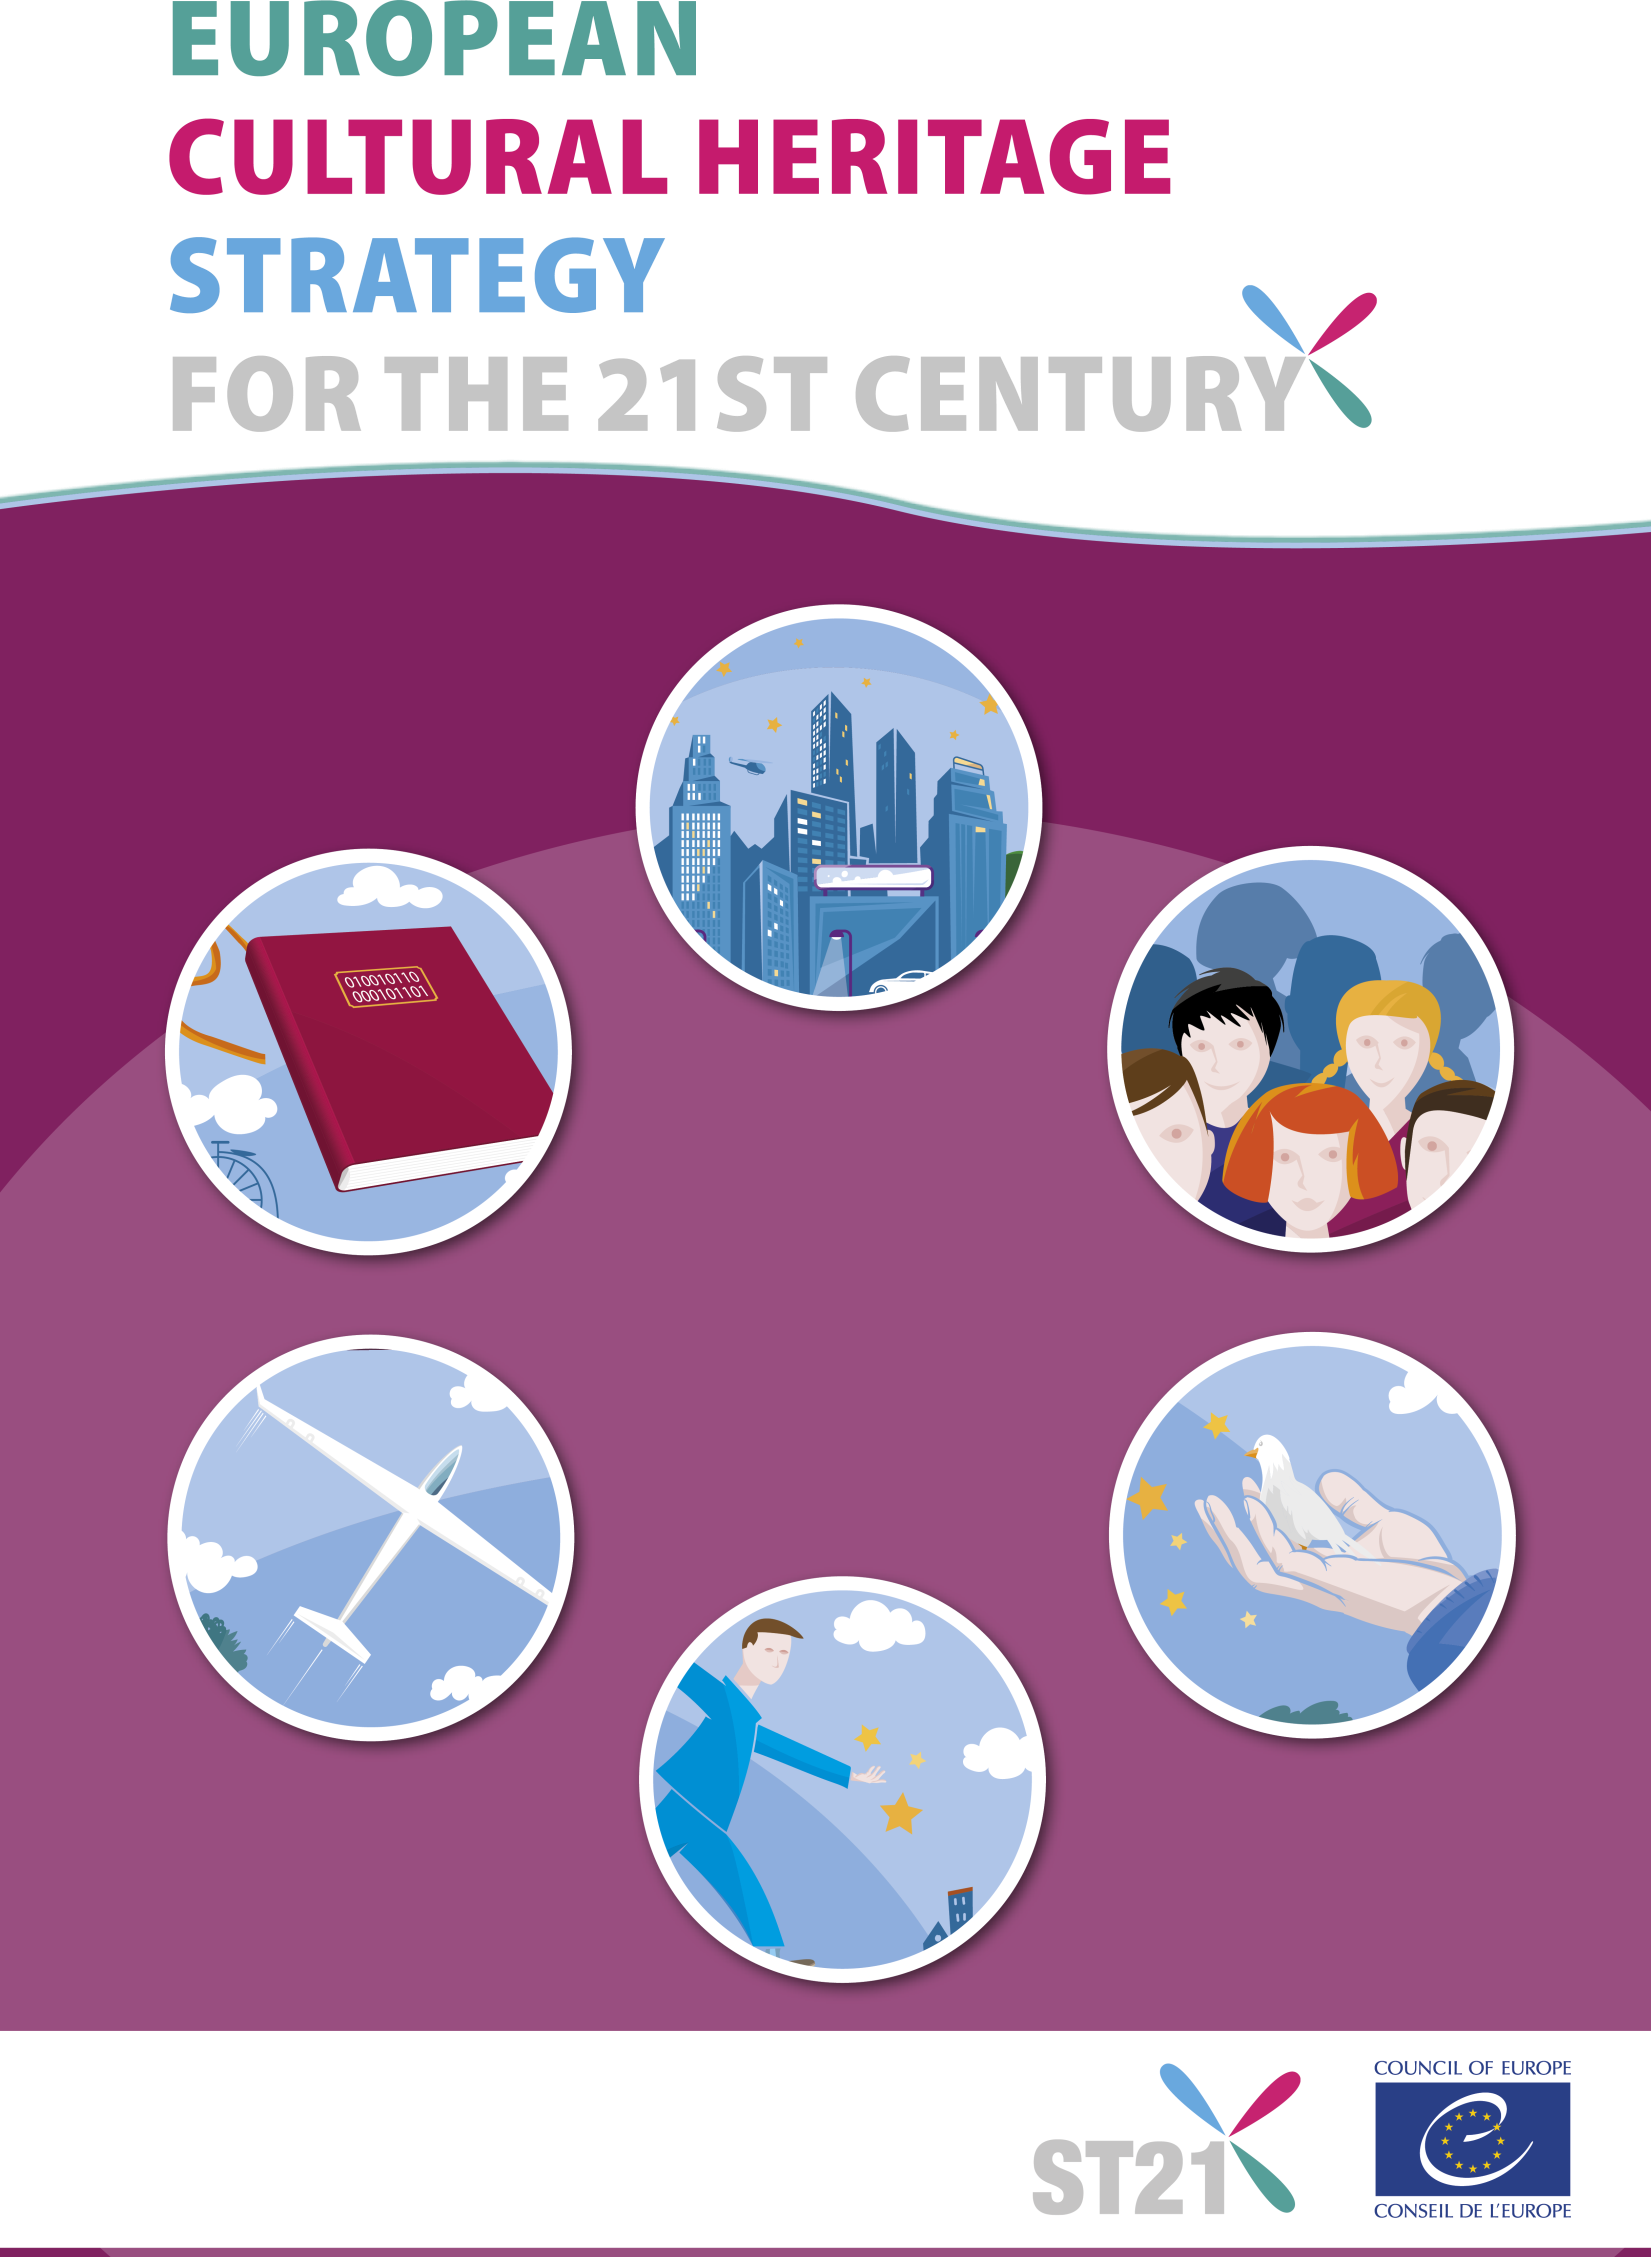 EUROPEAN
CULTURAL HERITAGE
STRATEGY
FOR THE 21ST CENTURY
010010110
000101101
ST21
COUNCIL OF EUROPE
CONSEIL DE L'EUROPE